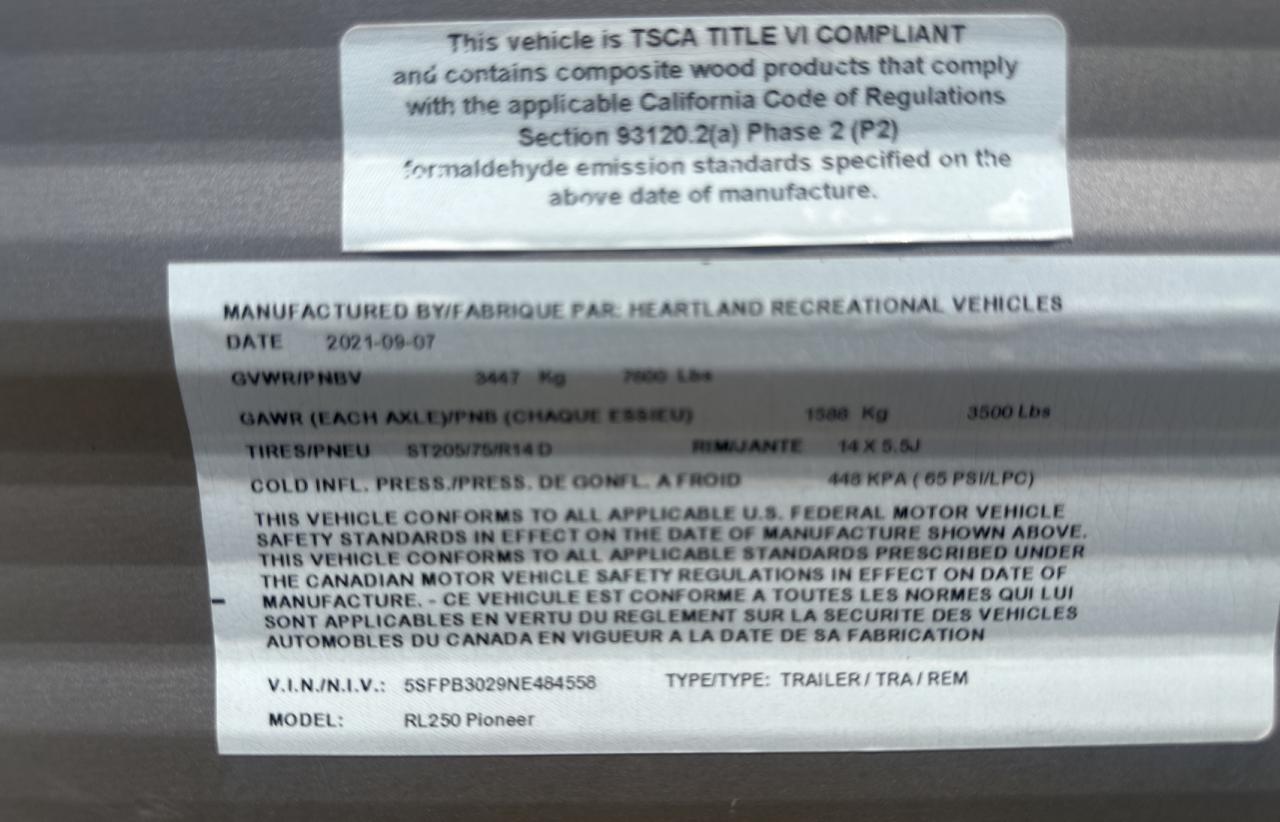 This vehicle is TSCA TITLE VI COMPLIANT
and contains composite wood products that comply
with the applicable California Code of Regulations
Section 93120.2(a) Phase 2 (P2)
formaldehyde emission standards specified on the
above date of manufacture.
MANUFACTURED BY/FABRIQUE PAR: HEARTLAND RECREATIONAL VEHICLES
DATE 2021-09-07
GVWR/PNBV 3447 Kg 7600 Lbs
GAWR (EACH AXLE)/PNB (CHAQUE ESSIEU) 1588 Kg 3500 Lbs
TIRES/PNEU ST205/75/R14 D RIM/JANTE 14 X 5.5J
COLD INFL. PRESS./PRESS. DE GONFL. A FROID 448 KPA ( 65 PSI/LPC)
THIS VEHICLE CONFORMS TO ALL APPLICABLE U.S. FEDERAL MOTOR VEHICLE
SAFETY STANDARDS IN EFFECT ON THE DATE OF MANUFACTURE SHOWN ABOVE.
THIS VEHICLE CONFORMS TO ALL APPLICABLE STANDARDS PRESCRIBED UNDER
THE CANADIAN MOTOR VEHICLE SAFETY REGULATIONS IN EFFECT ON DATE OF
MANUFACTURE. - CE VEHICULE EST CONFORME A TOUTES LES NORMES QUI LUI
SONT APPLICABLES EN VERTU DU REGLEMENT SUR LA SECURITE DES VEHICLES
AUTOMOBLES DU CANADA EN VIGUEUR A LA DATE DE SA FABRICATION
V.I.N./N.I.V.: 5SFPB3029NE484558 TYPE/TYPE: TRAILER / TRA / REM
MODEL: RL250 Pioneer